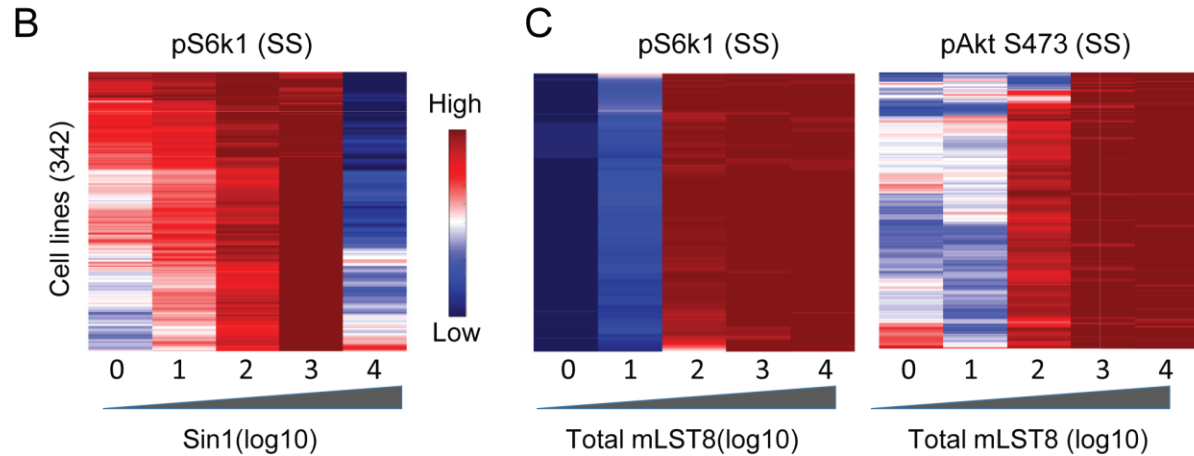 B
pS6k1 (SS)
Cell lines (342)
High
Low
0 1 2 3 4
Sin1(log10)
C
pS6k1 (SS)
pAkt S473 (SS)
0 1 2 3 4
0 1 2 3 4
Total mLST8(log10)
Total mLST8 (log10)